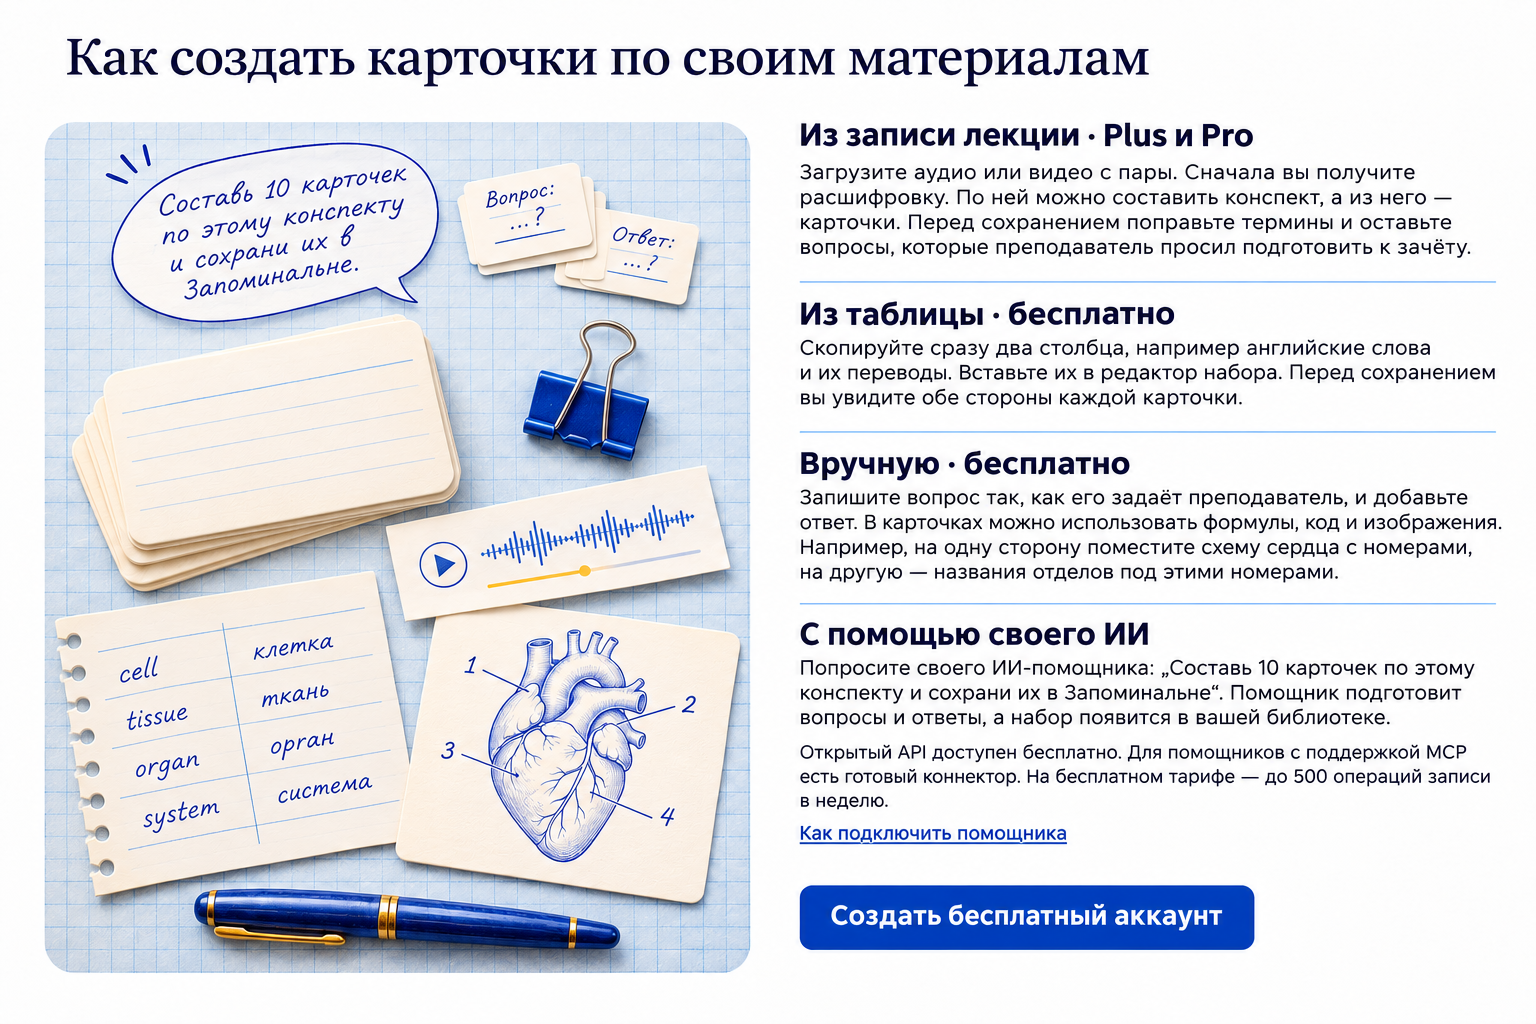 Как создать карточки по своим материалам
Составь 10 карточек
по этому конспекту
и сохрани их в
Запоминальне.
Вопрос:
...?
Ответ:
...?
cell клетка
tissue ткань
organ орган
system система
1
2
3
4
Из записи лекции · Plus и Pro
Загрузите аудио или видео с пары. Сначала вы получите
расшифровку. По ней можно составить конспект, а из него —
карточки. Перед сохранением поправьте термины и оставьте
вопросы, которые преподаватель просил подготовить к зачёту.
Из таблицы · бесплатно
Скопируйте сразу два столбца, например английские слова
и их переводы. Вставьте их в редактор набора. Перед сохранением
вы увидите обе стороны каждой карточки.
Вручную · бесплатно
Запишите вопрос так, как его задаёт преподаватель, и добавьте
ответ. В карточках можно использовать формулы, код и изображения.
Например, на одну сторону поместите схему сердца с номерами,
на другую — названия отделов под этими номерами.
С помощью своего ИИ
Попросите своего ИИ-помощника: „Составь 10 карточек по этому
конспекту и сохрани их в Запоминальне“. Помощник подготовит
вопросы и ответы, а набор появится в вашей библиотеке.
Открытый API доступен бесплатно. Для помощников с поддержкой MCP
есть готовый коннектор. На бесплатном тарифе — до 500 операций записи
в неделю.
Как подключить помощника
Создать бесплатный аккаунт